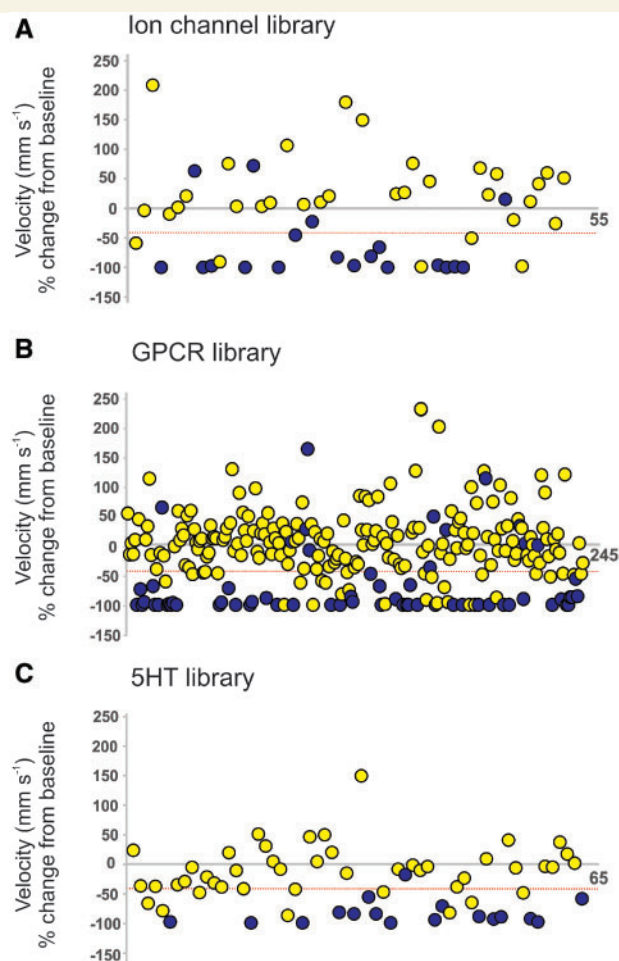 A
Ion channel library
Velocity (mm s⁻¹)
% change from baseline
250
200
150
100
50
0
-50
-100
-150
55
B
GPCR library
Velocity (mm s⁻¹)
% change from baseline
250
200
150
100
50
0
-50
-100
-150
245
C
5HT library
Velocity (mm s⁻¹)
% change from baseline
250
200
150
100
50
0
-50
-100
-150
65